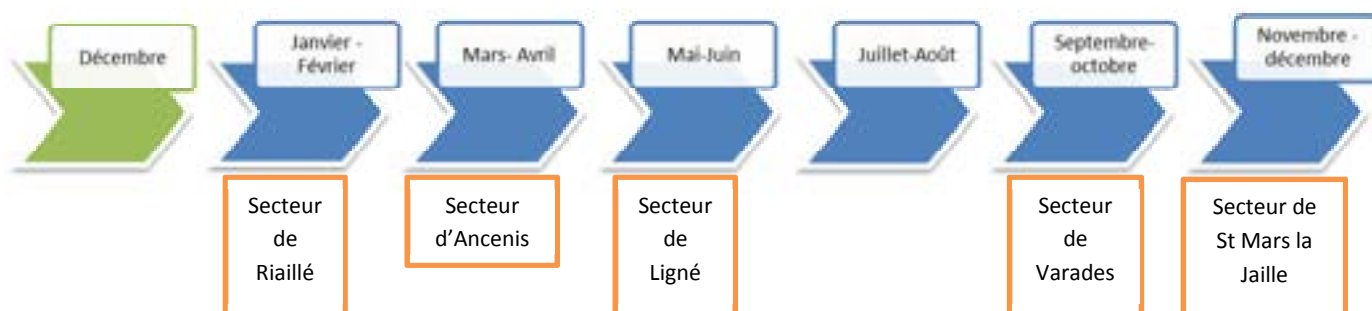 Décembre
Janvier -
Février
Mars- Avril
Mai-Juin
Juillet-Août
Septembre-
octobre
Novembre -
décembre
Secteur
de
Riaillé
Secteur
d’Ancenis
Secteur
de
Ligné
Secteur
de
Varades
Secteur de
St Mars la
Jaille